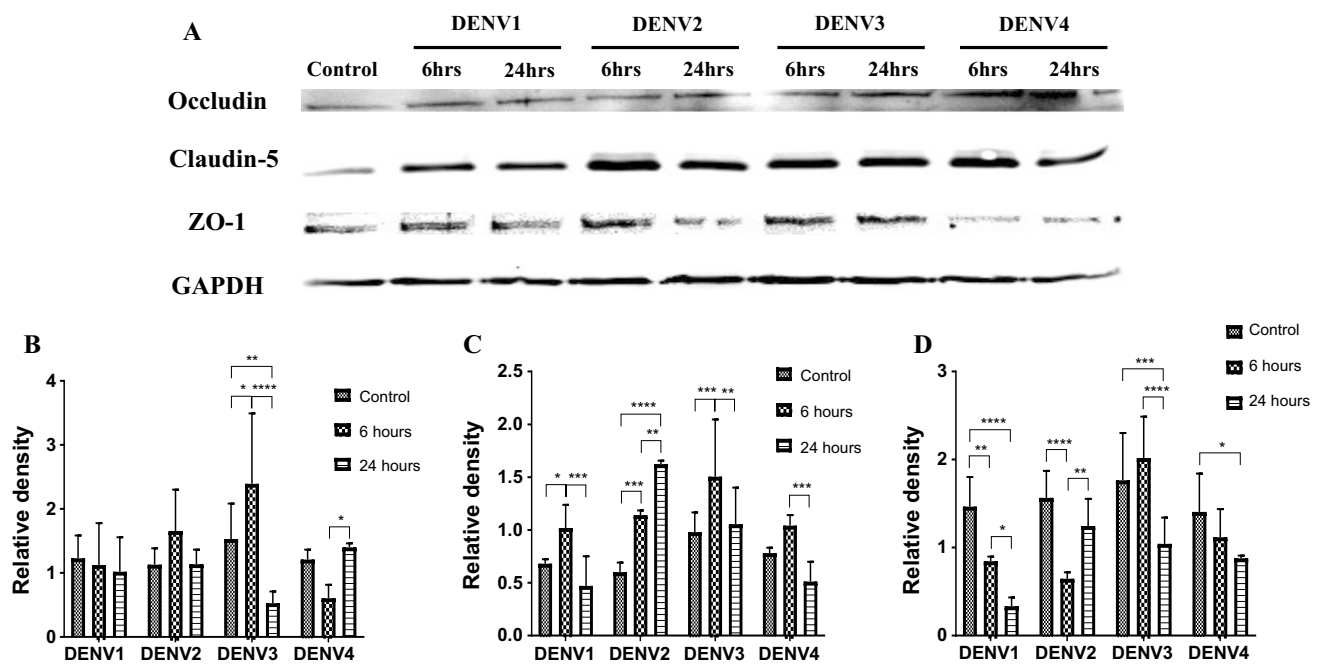 A
DENV1 DENV2 DENV3 DENV4
Control 6hrs 24hrs 6hrs 24hrs 6hrs 24hrs 6hrs 24hrs
Occludin
Claudin-5
ZO-1
GAPDH
B
Relative density
4
3
2
1
0
** 
* ****
*
DENV1 DENV2 DENV3 DENV4
Control
6 hours
24 hours
C
Relative density
2.5
2.0
1.5
1.0
0.5
0.0
* ***
****
**
***
*** **
***
DENV1 DENV2 DENV3 DENV4
Control
6 hours
24 hours
D
Relative density
3
2
1
0
****
**
*
****
**
***
****
*
DENV1 DENV2 DENV3 DENV4
Control
6 hours
24 hours